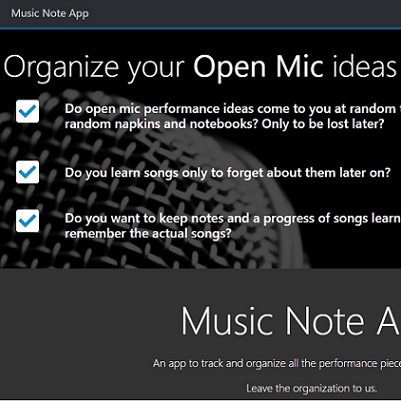 Music Note App
Organize your Open Mic ideas
Do open mic performance ideas come to you at random
random napkins and notebooks? Only to be lost later?
Do you learn songs only to forget about them later on?
Do you want to keep notes and a progress of songs learn
remember the actual songs?
Music Note A
An app to track and organize all the performance piec
Leave the organization to us.